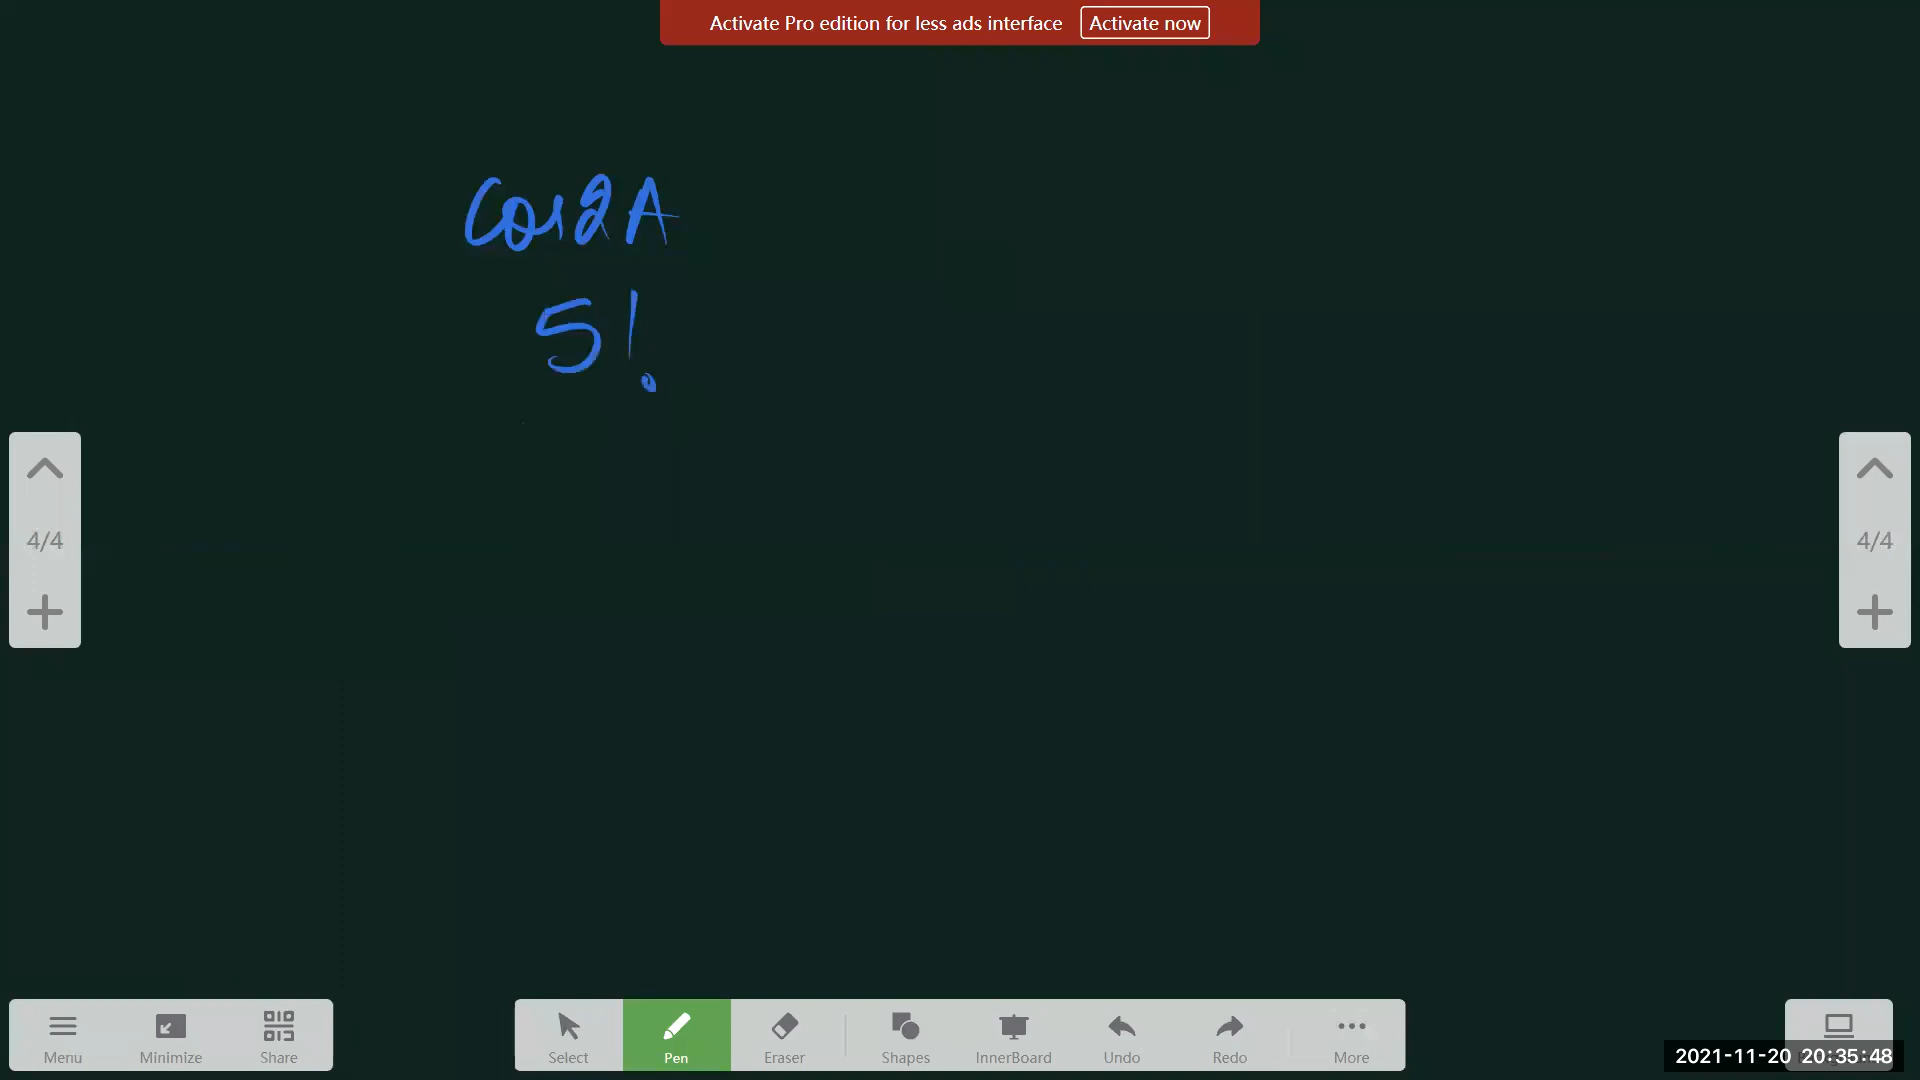 Activate Pro edition for less ads interface Activate now
Cos2A
5!
4/4 4/4
Menu Minimize Share Select Pen Eraser Shapes InnerBoard Undo Redo More
2021-11-20 20:35:48